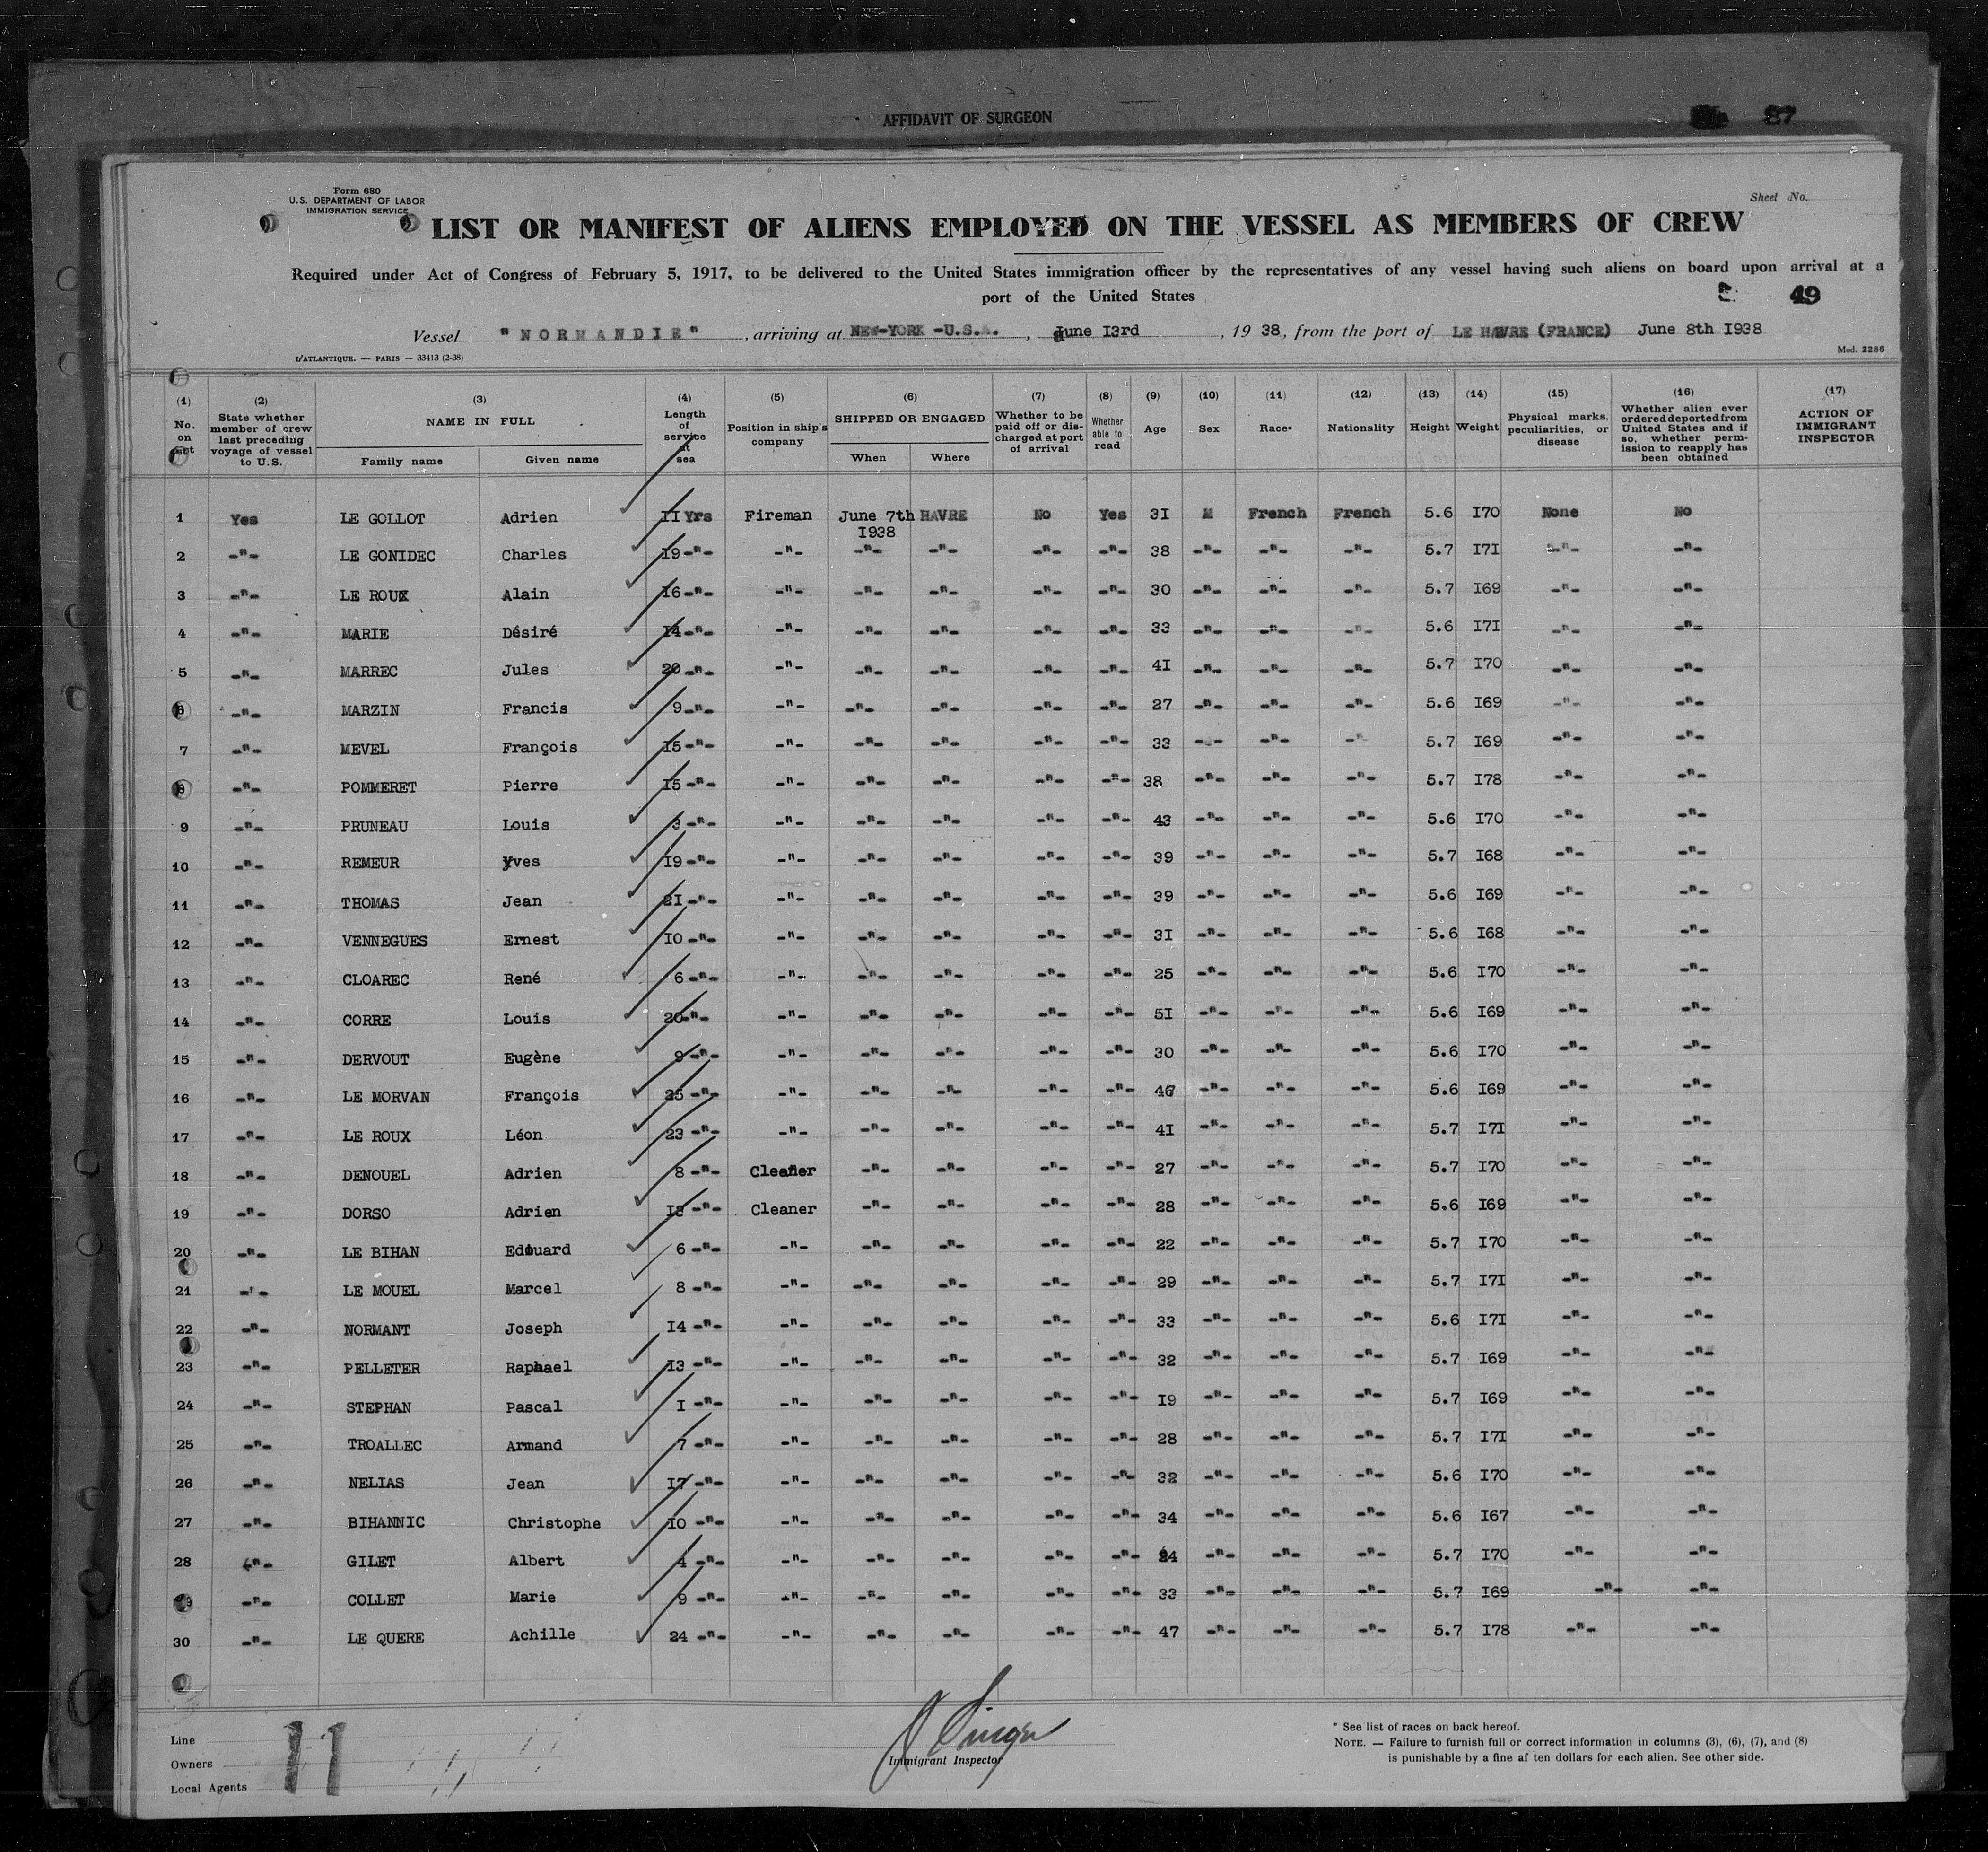 AFFIDAVIT OF SURGEON
87
Form 680
U.S. DEPARTMENT OF LABOR
IMMIGRATION SERVICE
Sheet No.
LIST OR MANIFEST OF ALIENS EMPLOYED ON THE VESSEL AS MEMBERS OF CREW
Required under Act of Congress of February 5, 1917, to be delivered to the United States immigration officer by the representatives of any vessel having such aliens on board upon arrival at a
port of the United States
49
Vessel "NORMANDIE", arriving at NEW-YORK -U.S.A., June I3rd, 1938, from the port of LE HAVRE (FRANCE) June 8th I938
L'ATLANTIQUE. — PARIS — 33413 (2-38)
Mod. 2286
(1) No. on list (2) State whether member of crew last preceding voyage of vessel to U.S. (3) NAME IN FULL Family name Given name (4) Length of service at sea (5) Position in ship's company (6) SHIPPED OR ENGAGED When Where (7) Whether to be paid off or discharged at port of arrival (8) Whether able to read (9) Age (10) Sex (11) Race* (12) Nationality (13) Height (14) Weight (15) Physical marks, peculiarities, or disease (16) Whether alien ever ordered deported from United States and if so, whether permission to reapply has been obtained (17) ACTION OF IMMIGRANT INSPECTOR
1 Yes LE GOLLOT Adrien II Yrs Fireman June 7th I938 HAVRE No Yes 3I M French French 5.6 I70 None No
2 -"- LE GONIDEC Charles I9-"- -"- -"- -"- -"- -"- 38 -"- -"- -"- 5.7 I7I -"- -"-
3 -"- LE ROUX Alain I6-"- -"- -"- -"- -"- -"- 30 -"- -"- -"- 5.7 I69 -"- -"-
4 -"- MARIE Désiré I4-"- -"- -"- -"- -"- -"- 33 -"- -"- -"- 5.6 I7I -"- -"-
5 -"- MARREC Jules 20-"- -"- -"- -"- -"- -"- 4I -"- -"- -"- 5.7 I70 -"- -"-
6 -"- MARZIN Francis 9-"- -"- -"- -"- -"- -"- 27 -"- -"- -"- 5.6 I69 -"- -"-
7 -"- MEVEL François I5-"- -"- -"- -"- -"- -"- 33 -"- -"- -"- 5.7 I69 -"- -"-
8 -"- POMMERET Pierre I5-"- -"- -"- -"- -"- -"- 38 -"- -"- -"- 5.7 I78 -"- -"-
9 -"- PRUNEAU Louis 3-"- -"- -"- -"- -"- -"- 43 -"- -"- -"- 5.6 I70 -"- -"-
10 -"- REMEUR Yves I9-"- -"- -"- -"- -"- -"- 39 -"- -"- -"- 5.7 I68 -"- -"-
11 -"- THOMAS Jean 2I-"- -"- -"- -"- -"- -"- 39 -"- -"- -"- 5.6 I69 -"- -"-
12 -"- VENNEGUES Ernest I0-"- -"- -"- -"- -"- -"- 3I -"- -"- -"- 5.6 I68 -"- -"-
13 -"- CLOAREC René 6-"- -"- -"- -"- -"- -"- 25 -"- -"- -"- 5.6 I70 -"- -"-
14 -"- CORRE Louis 20-"- -"- -"- -"- -"- -"- 5I -"- -"- -"- 5.6 I69 -"- -"-
15 -"- DERVOUT Eugène 9-"- -"- -"- -"- -"- -"- 30 -"- -"- -"- 5.6 I70 -"- -"-
16 -"- LE MORVAN François 25-"- -"- -"- -"- -"- -"- 46 -"- -"- -"- 5.6 I69 -"- -"-
17 -"- LE ROUX Léon 23-"- -"- -"- -"- -"- -"- 4I -"- -"- -"- 5.7 I7I -"- -"-
18 -"- DENOUEL Adrien 8-"- Cleaner -"- -"- -"- -"- 27 -"- -"- -"- 5.7 I70 -"- -"-
19 -"- DORSO Adrien -"- Cleaner -"- -"- -"- -"- 28 -"- -"- -"- 5.6 I69 -"- -"-
20 -"- LE BIHAN Edouard 6-"- -"- -"- -"- -"- -"- 22 -"- -"- -"- 5.7 I70 -"- -"-
21 -"- LE MOUEL Marcel 8-"- -"- -"- -"- -"- -"- 29 -"- -"- -"- 5.7 I7I -"- -"-
22 -"- NORMANT Joseph I4-"- -"- -"- -"- -"- -"- 33 -"- -"- -"- 5.6 I7I -"- -"-
23 -"- PELLETER Raphael I3-"- -"- -"- -"- -"- -"- 32 -"- -"- -"- 5.7 I69 -"- -"-
24 -"- STEPHAN Pascal I-"- -"- -"- -"- -"- -"- I9 -"- -"- -"- 5.7 I69 -"- -"-
25 -"- TROALLEC Armand 7-"- -"- -"- -"- -"- -"- 28 -"- -"- -"- 5.7 I7I -"- -"-
26 -"- NELIAS Jean I7-"- -"- -"- -"- -"- -"- 32 -"- -"- -"- 5.6 I70 -"- -"-
27 -"- BIHANNIC Christophe I0-"- -"- -"- -"- -"- -"- 34 -"- -"- -"- 5.6 I67 -"- -"-
28 -"- GILET Albert 4-"- -"- -"- -"- -"- -"- 24 -"- -"- -"- 5.7 I70 -"- -"-
29 -"- COLLET Marie 9-"- -"- -"- -"- -"- -"- 33 -"- -"- -"- 5.7 I69 -"- -"-
30 -"- LE QUERE Achille 24-"- -"- -"- -"- -"- -"- 47 -"- -"- -"- 5.7 I78 -"- -"-
Line
Owners
Local Agents
11
Immigrant Inspector
* See list of races on back hereof.
NOTE. — Failure to furnish full or correct information in columns (3), (6), (7), and (8)
is punishable by a fine af ten dollars for each alien. See other side.